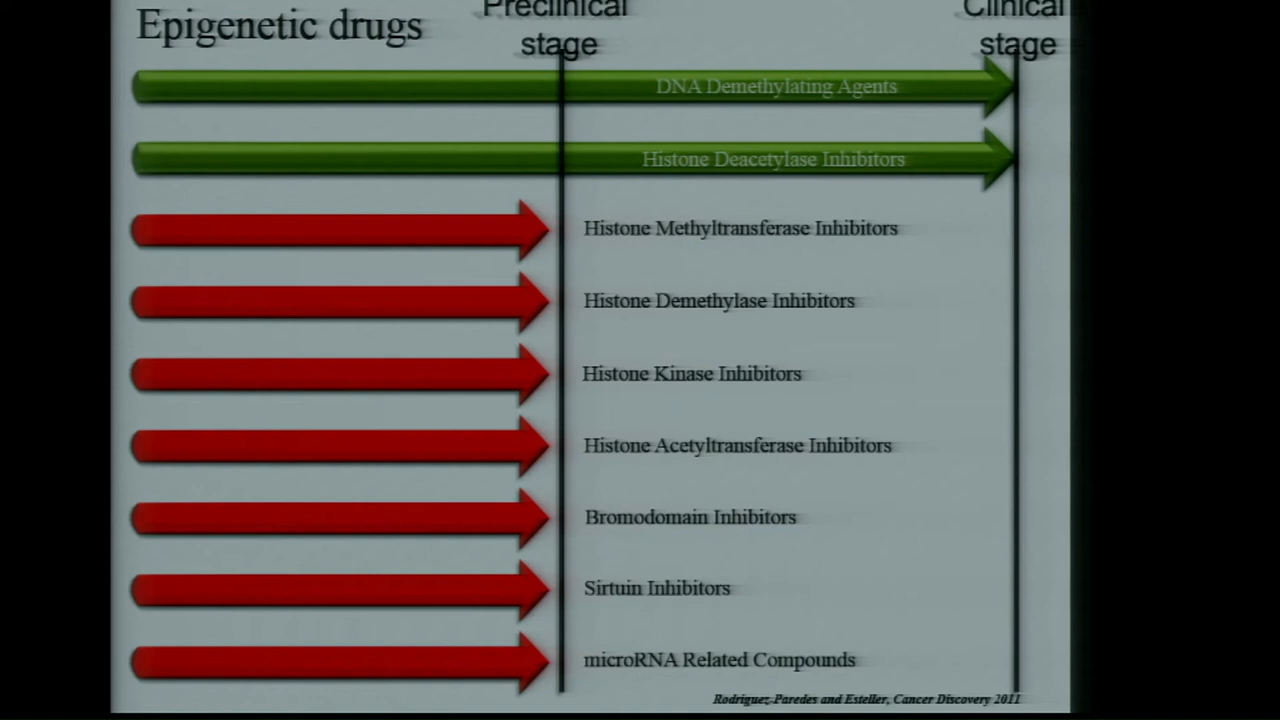 Epigenetic drugs
Preclinical
stage
Clinical
stage
DNA Demethylating Agents
Histone Deacetylase Inhibitors
Histone Methyltransferase Inhibitors
Histone Demethylase Inhibitors
Histone Kinase Inhibitors
Histone Acetyltransferase Inhibitors
Bromodomain Inhibitors
Sirtuin Inhibitors
microRNA Related Compounds
Rodriguez-Paredes and Esteller, Cancer Discovery 2011